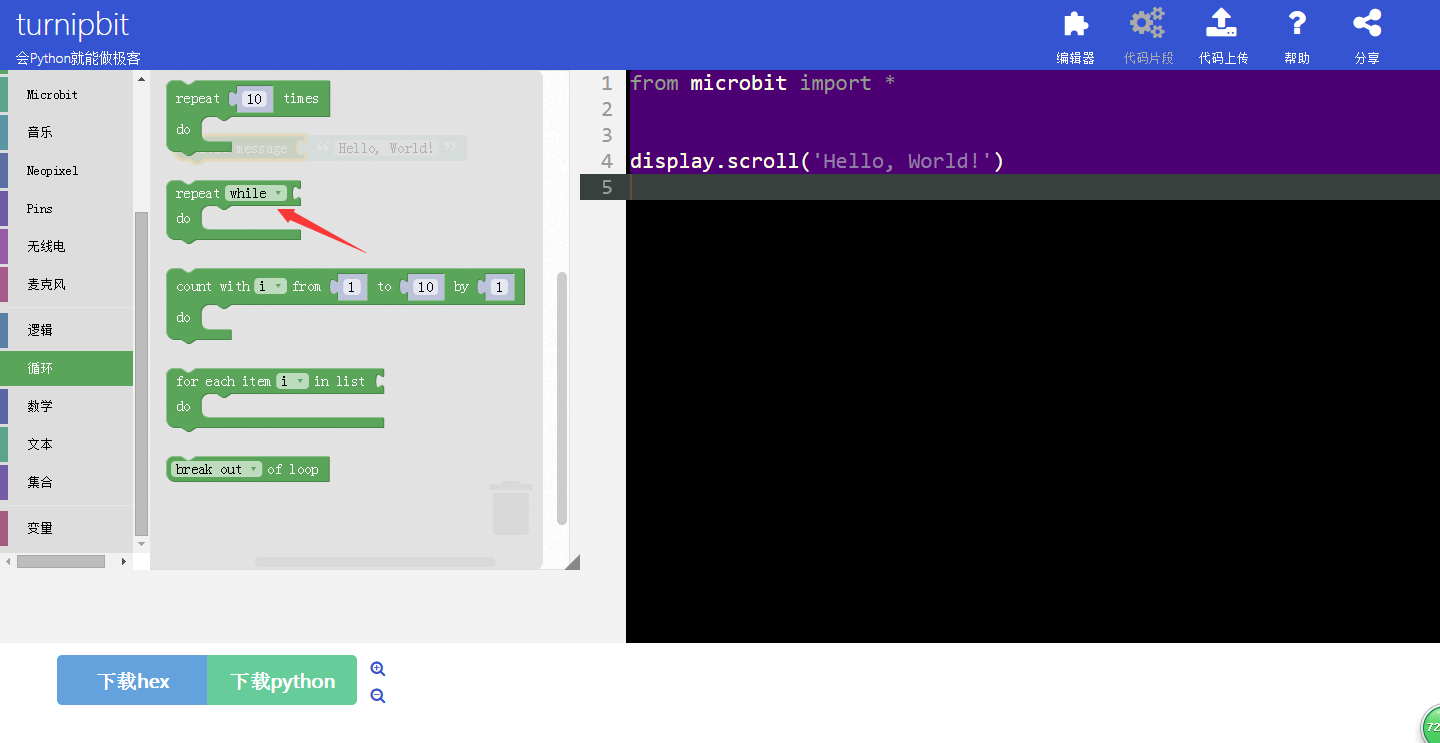 turnipbit
会Python就能做极客
编辑器
代码片段
代码上传
帮助
分享
Microbit
音乐
Neopixel
Pins
无线电
麦克风
逻辑
循环
数学
文本
集合
变量
repeat 10 times
do
message “ Hello, World! ”
repeat while
do
count with i from 1 to 10 by 1
do
for each item i in list
do
break out of loop
1 from microbit import *
2
3
4 display.scroll('Hello, World!')
5
下载hex
下载python
72